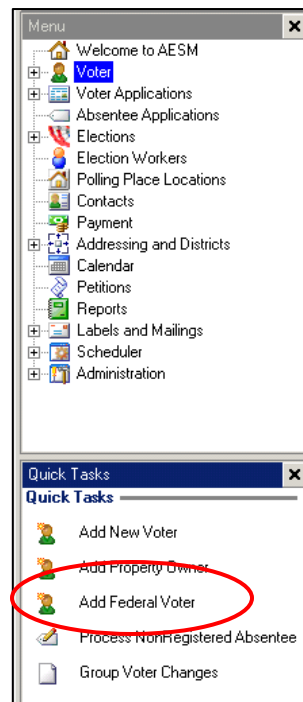 Menu
Welcome to AESM
Voter
Voter Applications
Absentee Applications
Elections
Election Workers
Polling Place Locations
Contacts
Payment
Addressing and Districts
Calendar
Petitions
Reports
Labels and Mailings
Scheduler
Administration
Quick Tasks
Quick Tasks
Add New Voter
Add Property Owner
Add Federal Voter
Process NonRegistered Absentee
Group Voter Changes